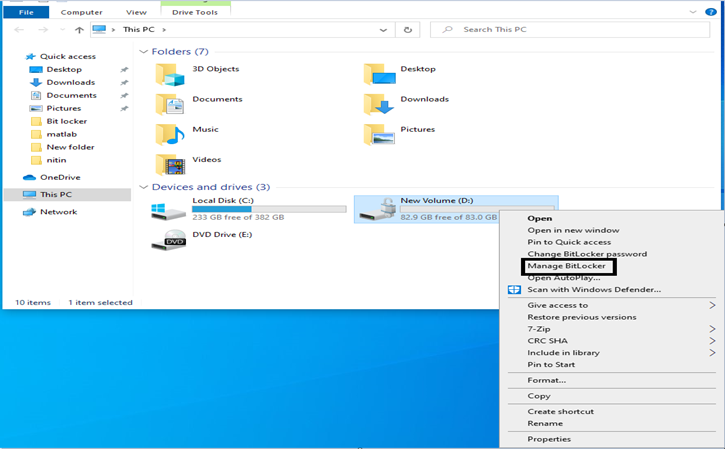 File Computer View Drive Tools
This PC
Search This PC
Quick access
Desktop
Downloads
Documents
Pictures
Bit locker
matlab
New folder
nitin
OneDrive
This PC
Network
Folders (7)
3D Objects
Desktop
Documents
Downloads
Music
Pictures
Videos
Devices and drives (3)
Local Disk (C:)
233 GB free of 382 GB
New Volume (D:)
82.9 GB free of 83.0 GB
DVD Drive (E:)
DVD
10 items 1 item selected
Open
Open in new window
Pin to Quick access
Change BitLocker password
Manage BitLocker
Open AutoPlay...
Scan with Windows Defender...
Give access to
Restore previous versions
7-Zip
CRC SHA
Include in library
Pin to Start
Format...
Copy
Create shortcut
Rename
Properties